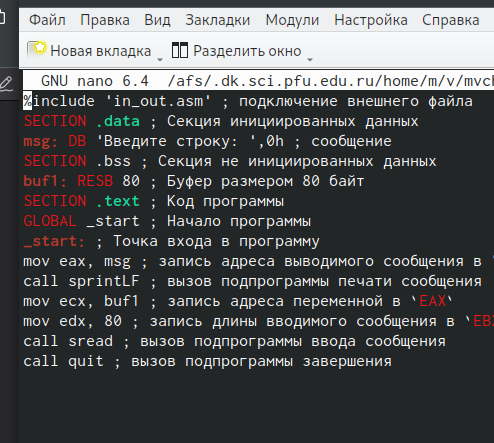 Файл Правка Вид Закладки Модули Настройка Справка
Новая вкладка Разделить окно
GNU nano 6.4 /afs/.dk.sci.pfu.edu.ru/home/m/v/mvch
%include 'in_out.asm' ; подключение внешнего файла
SECTION .data ; Секция инициированных данных
msg: DB 'Введите строку: ',0h ; сообщение
SECTION .bss ; Секция не инициированных данных
buf1: RESB 80 ; Буфер размером 80 байт
SECTION .text ; Код программы
GLOBAL _start ; Начало программы
_start: ; Точка входа в программу
mov eax, msg ; запись адреса выводимого сообщения в `
call sprintLF ; вызов подпрограммы печати сообщения
mov ecx, buf1 ; запись адреса переменной в `EAX`
mov edx, 80 ; запись длины вводимого сообщения в `EBX
call sread ; вызов подпрограммы ввода сообщения
call quit ; вызов подпрограммы завершения